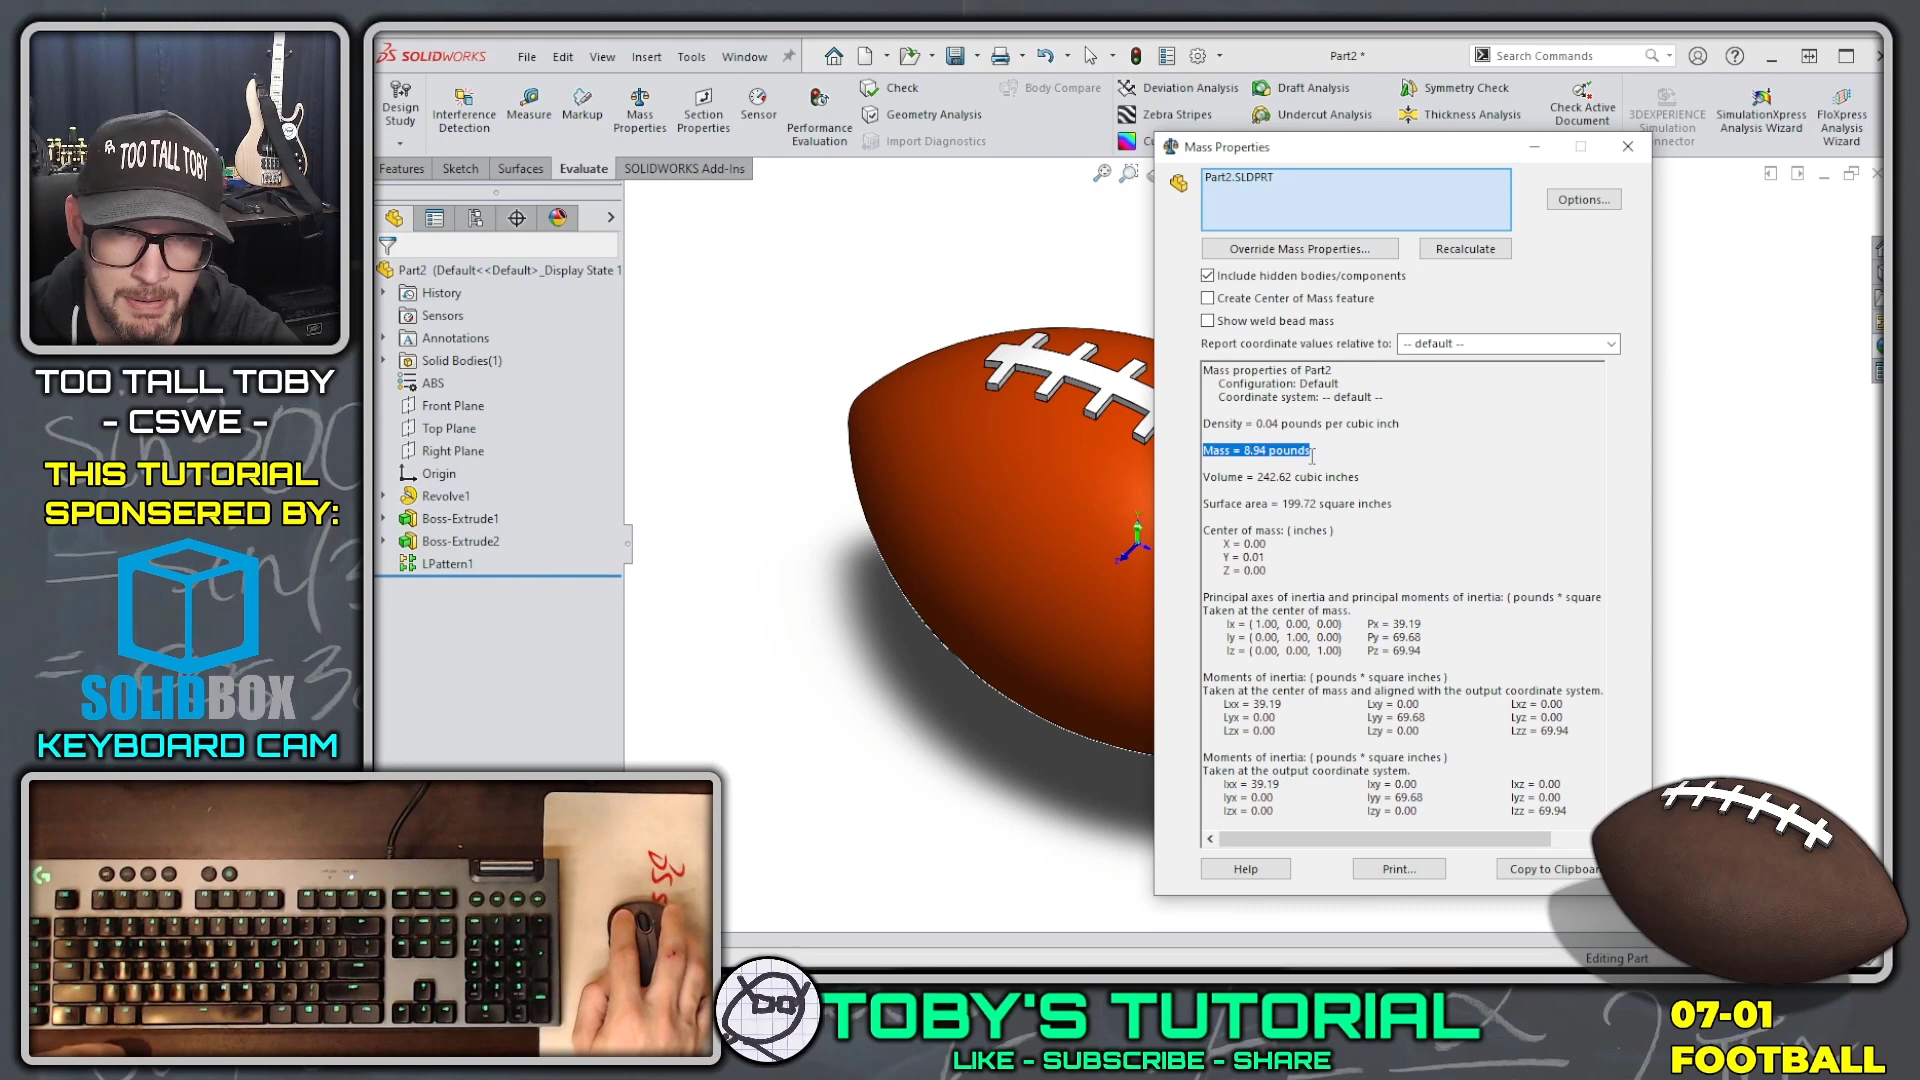 TOO TALL TOBY
TOO TALL TOBY
- CSWE -
THIS TUTORIAL
SPONSERED BY:
SOLIDBOX
KEYBOARD CAM
SOLIDWORKS
File Edit View Insert Tools Window
Part2 *
Search Commands
Design Study
Interference Detection
Measure
Markup
Mass Properties
Section Properties
Sensor
Performance Evaluation
Check
Geometry Analysis
Import Diagnostics
Body Compare
Deviation Analysis
Zebra Stripes
Draft Analysis
Undercut Analysis
Symmetry Check
Thickness Analysis
Check Active Document
3DEXPERIENCE
Simulation
SimulationXpress Analysis Wizard
FloXpress Analysis Wizard
Features Sketch Surfaces Evaluate SOLIDWORKS Add-Ins
Part2 (Default<<Default>_Display State 1
History
Sensors
Annotations
Solid Bodies(1)
ABS
Front Plane
Top Plane
Right Plane
Origin
Revolve1
Boss-Extrude1
Boss-Extrude2
LPattern1
Mass Properties
Part2.SLDPRT
Options...
Override Mass Properties...
Recalculate
Include hidden bodies/components
Create Center of Mass feature
Show weld bead mass
Report coordinate values relative to: -- default --
Mass properties of Part2
Configuration: Default
Coordinate system: -- default --
Density = 0.04 pounds per cubic inch
Mass = 8.94 pounds
Volume = 242.62 cubic inches
Surface area = 199.72 square inches
Center of mass: ( inches )
X = 0.00
Y = 0.01
Z = 0.00
Principal axes of inertia and principal moments of inertia: ( pounds * square
Taken at the center of mass.
Ix = ( 1.00, 0.00, 0.00) Px = 39.19
Iy = ( 0.00, 1.00, 0.00) Py = 69.68
Iz = ( 0.00, 0.00, 1.00) Pz = 69.94
Moments of inertia: ( pounds * square inches )
Taken at the center of mass and aligned with the output coordinate system.
Lxx = 39.19 Lxy = 0.00 Lxz = 0.00
Lyx = 0.00 Lyy = 69.68 Lyz = 0.00
Lzx = 0.00 Lzy = 0.00 Lzz = 69.94
Moments of inertia: ( pounds * square inches )
Taken at the output coordinate system.
Ixx = 39.19 Ixy = 0.00 Ixz = 0.00
Iyx = 0.00 Iyy = 69.68 Iyz = 0.00
Izx = 0.00 Izy = 0.00 Izz = 69.94
Help
Print...
Copy to Clipboar
Editing Part
TOBY'S TUTORIAL
LIKE - SUBSCRIBE - SHARE
07-01
FOOTBALL